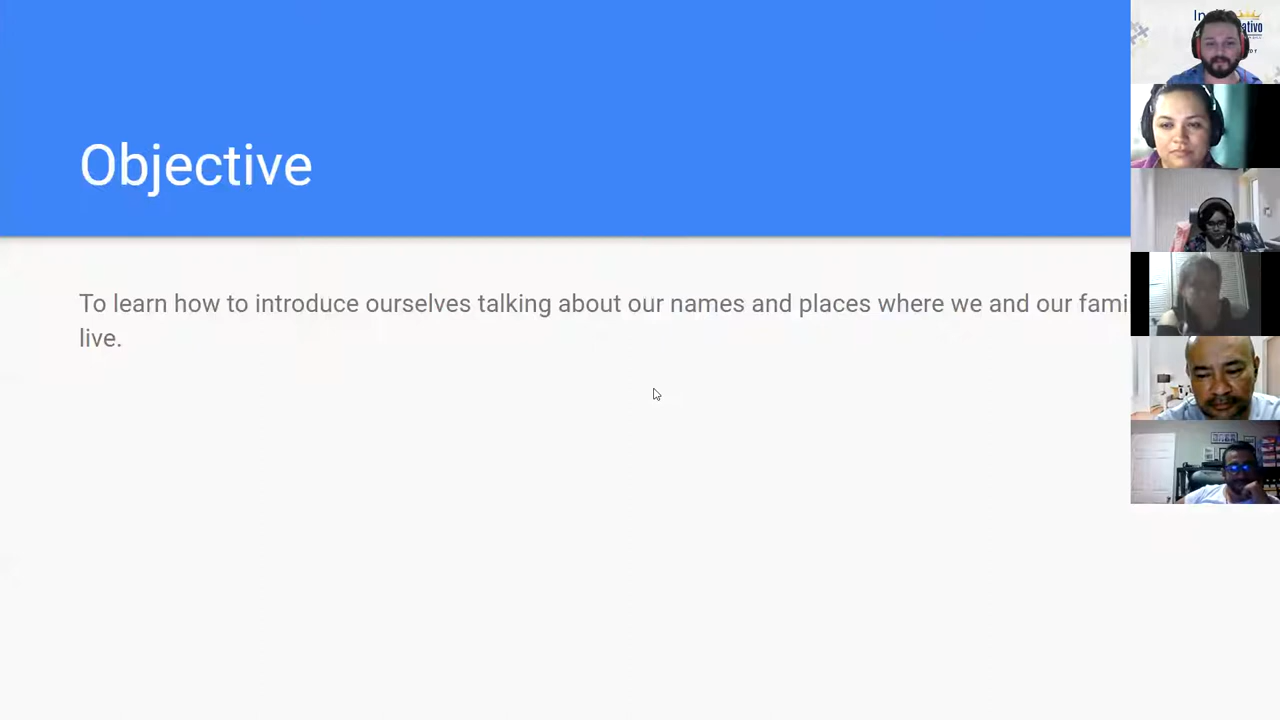 Objective
To learn how to introduce ourselves talking about our names and places where we and our fami
live.